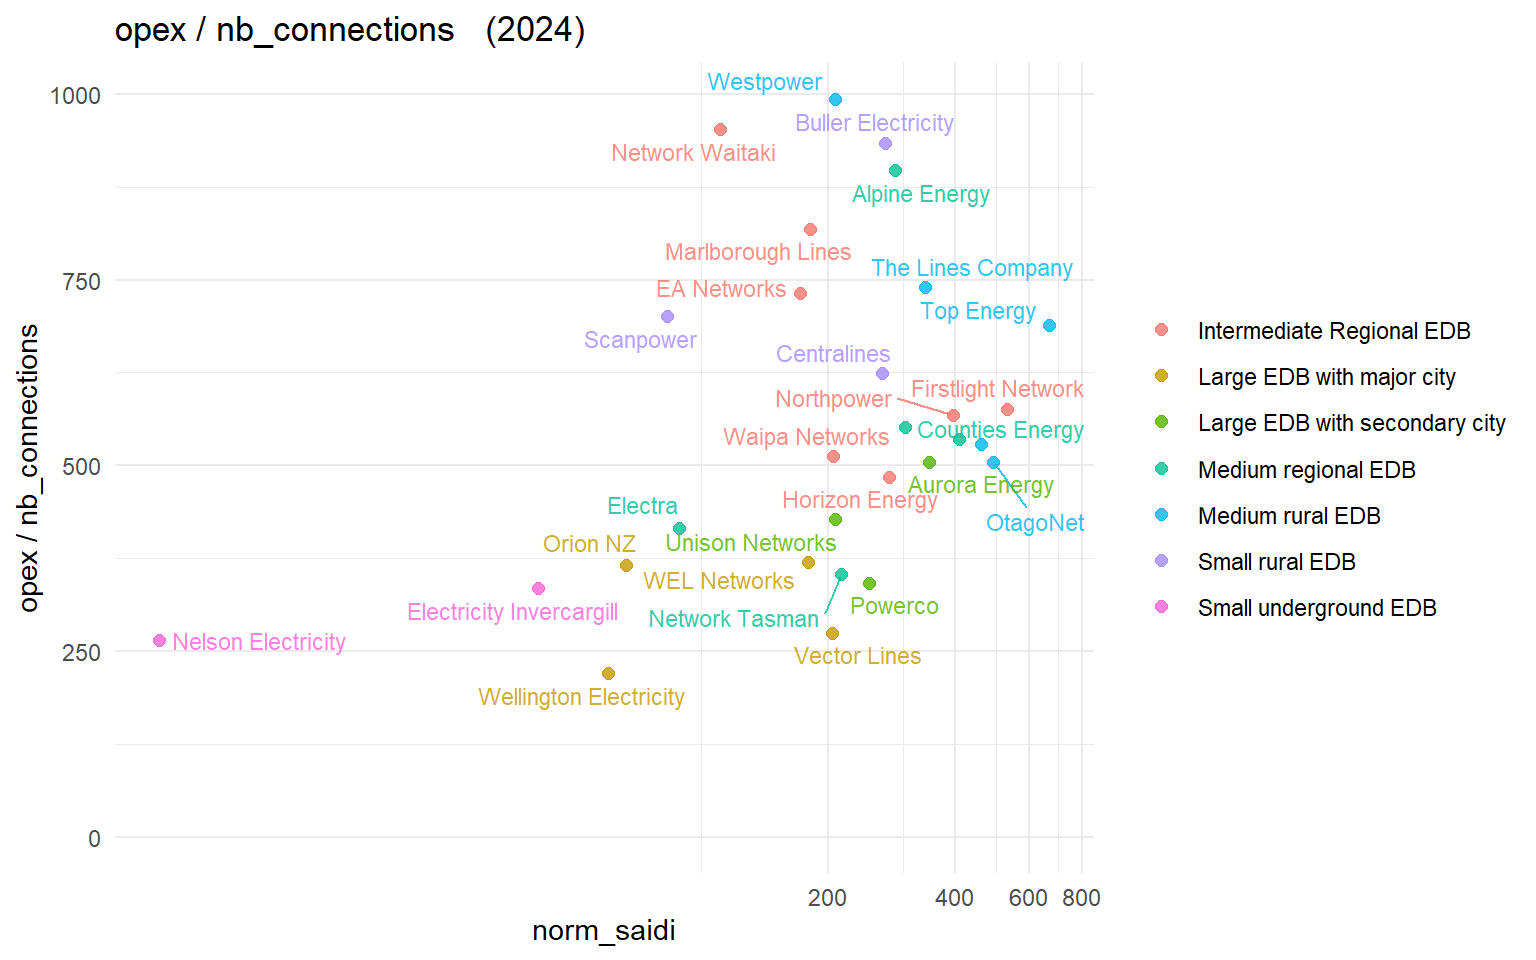 opex / nb_connections   (2024)
opex / nb_connections
1000
750
500
250
0
Westpower
Buller Electricity
Network Waitaki
Alpine Energy
Marlborough Lines
The Lines Company
EA Networks
Top Energy
Scanpower
Centralines
Firstlight Network
Northpower
Counties Energy
Waipa Networks
Aurora Energy
Horizon Energy
Electra
OtagoNet
Unison Networks
Orion NZ
WEL Networks
Powerco
Electricity Invercargill
Network Tasman
Nelson Electricity
Vector Lines
Wellington Electricity
200
400
600
800
norm_saidi
Intermediate Regional EDB
Large EDB with major city
Large EDB with secondary city
Medium regional EDB
Medium rural EDB
Small rural EDB
Small underground EDB